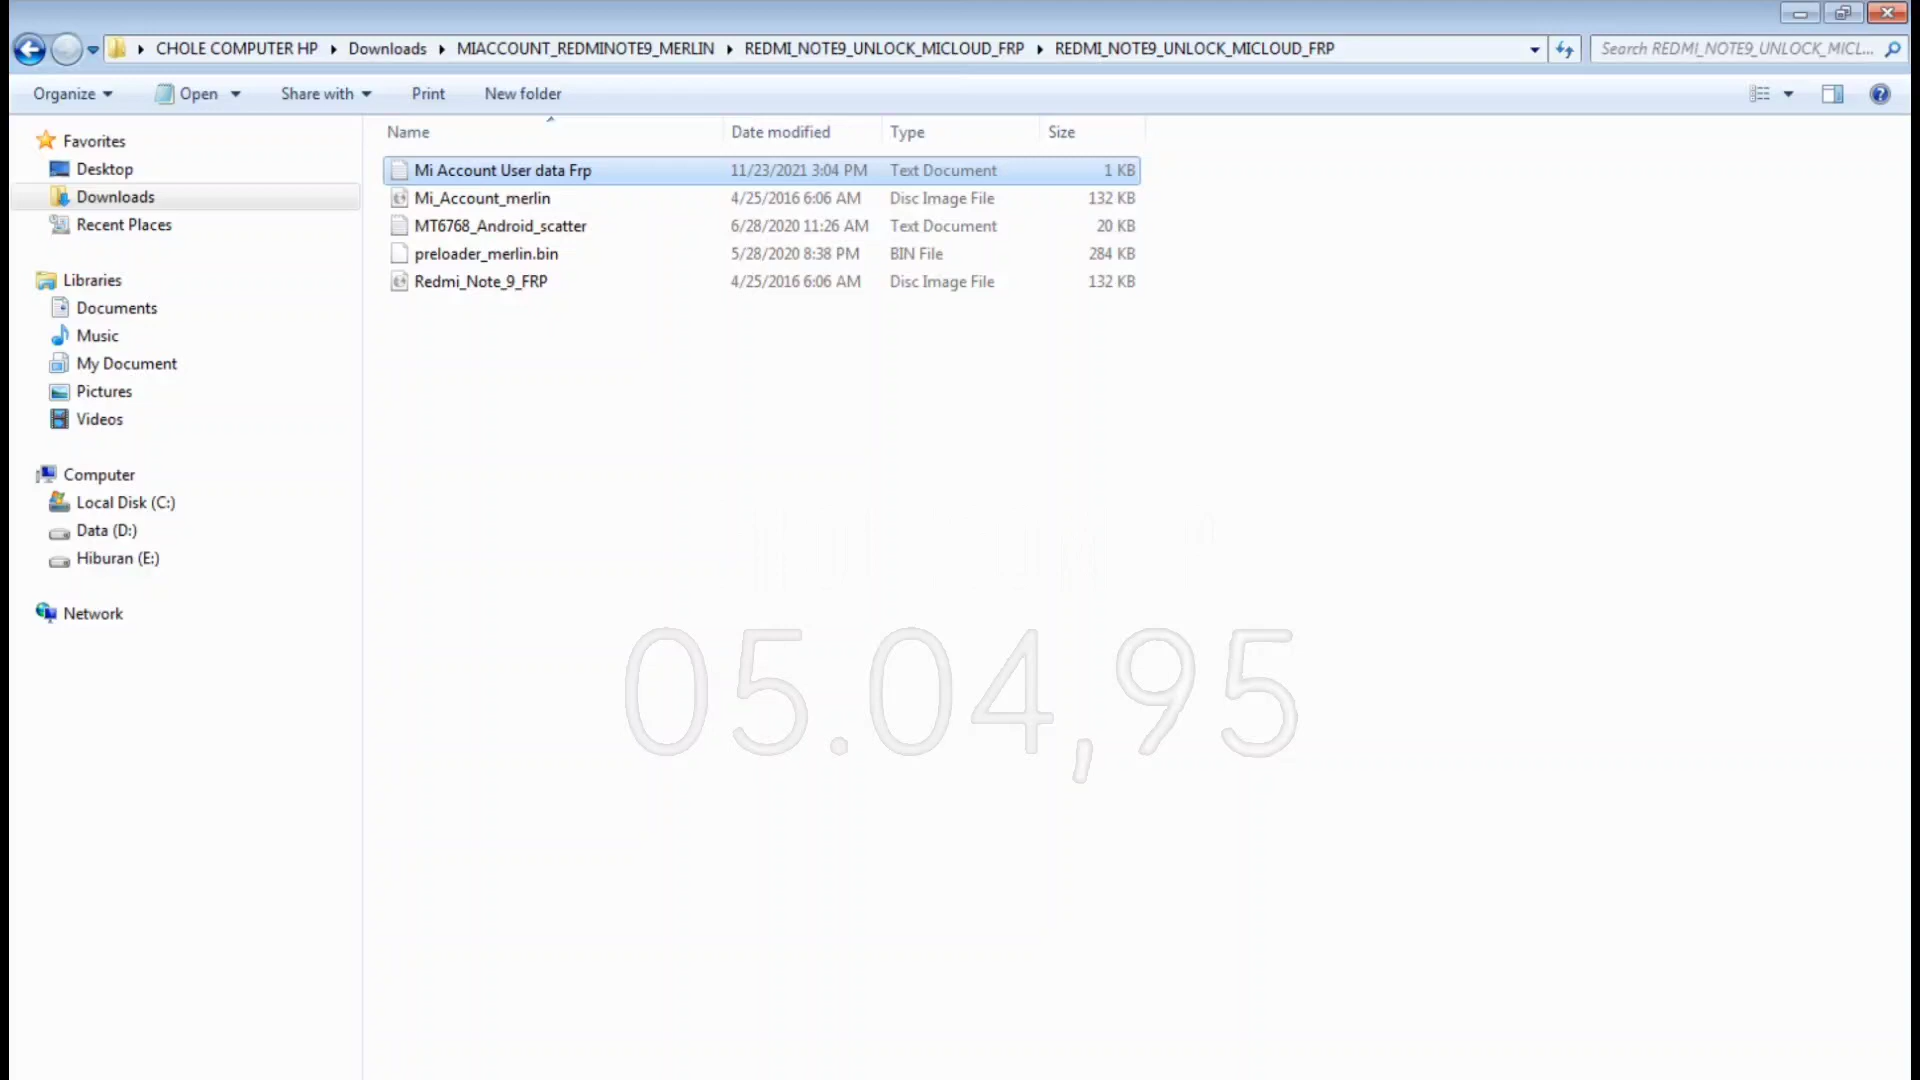 CHOLE COMPUTER HP Downloads MIACCOUNT_REDMINOTE9_MERLIN REDMI_NOTE9_UNLOCK_MICLOUD_FRP REDMI_NOTE9_UNLOCK_MICLOUD_FRP Search REDMI_NOTE9_UNLOCK_MICL...
Organize Open Share with Print New folder
Name Date modified Type Size
Mi Account User data Frp 11/23/2021 3:04 PM Text Document 1 KB
Mi_Account_merlin 4/25/2016 6:06 AM Disc Image File 132 KB
MT6768_Android_scatter 6/28/2020 11:26 AM Text Document 20 KB
preloader_merlin.bin 5/28/2020 8:38 PM BIN File 284 KB
Redmi_Note_9_FRP 4/25/2016 6:06 AM Disc Image File 132 KB
Favorites
Desktop
Downloads
Recent Places
Libraries
Documents
Music
My Document
Pictures
Videos
Computer
Local Disk (C:)
Data (D:)
Hiburan (E:)
Network
05.04,95